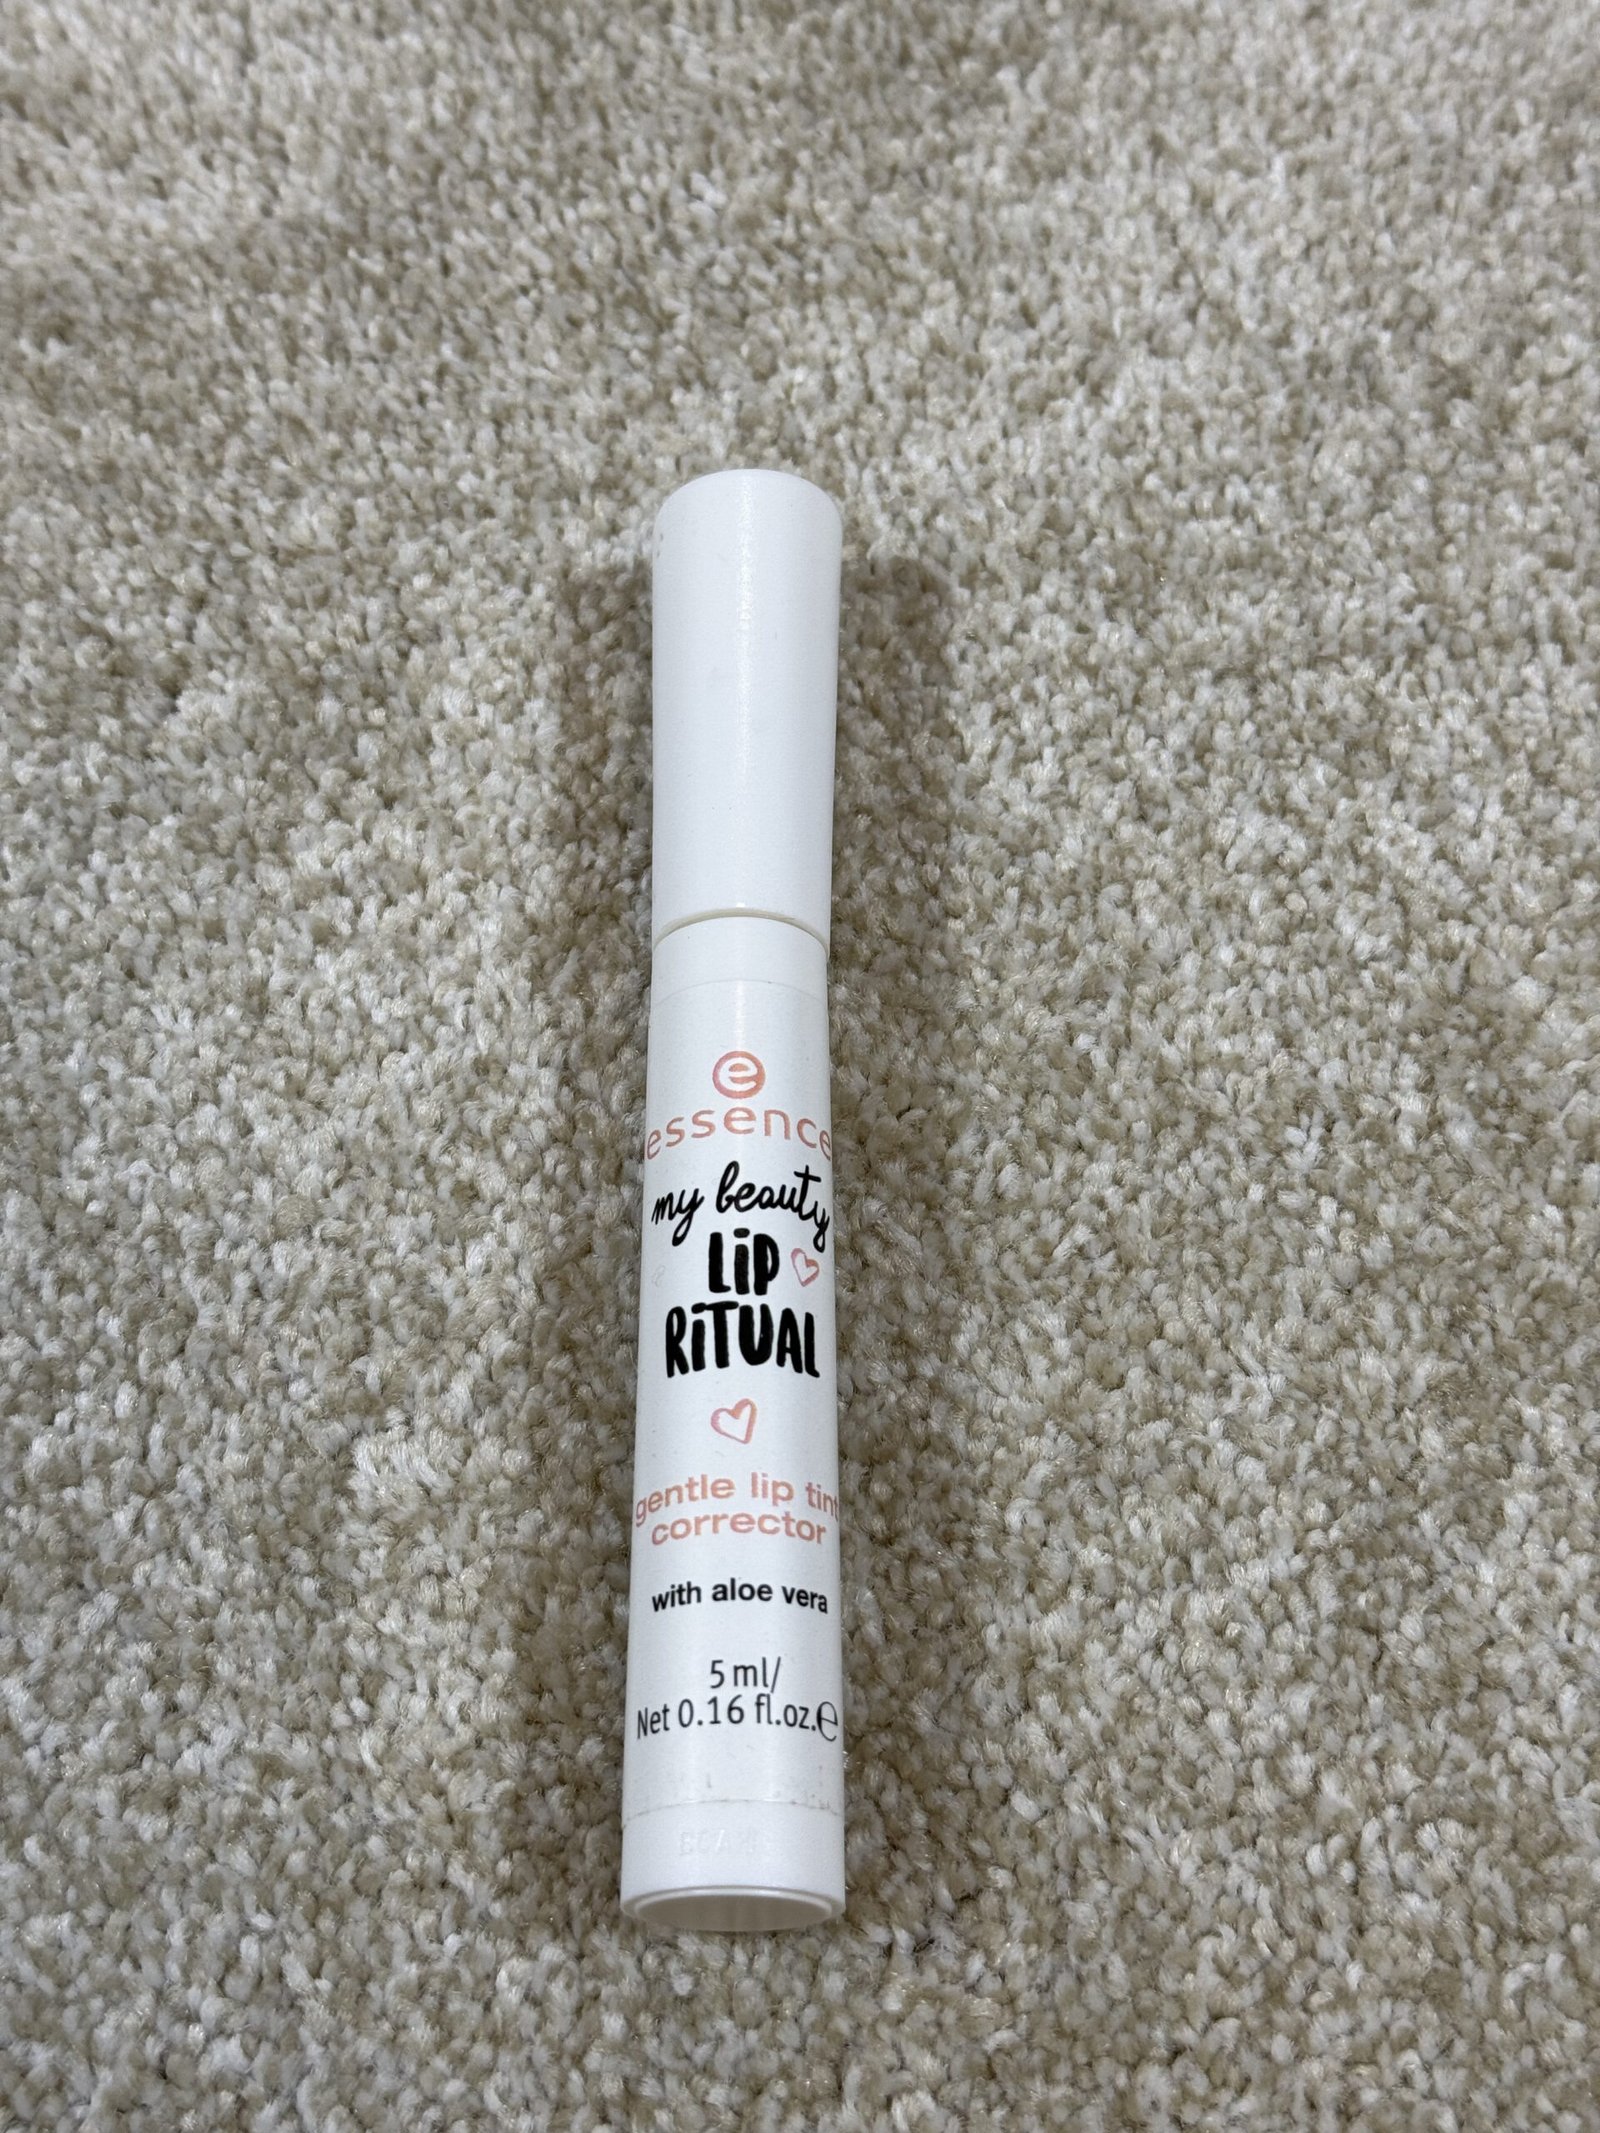 e
essence
my beauty
LiP
RiTUAL
gentle lip tint
corrector
with aloe vera
5 ml/
Net 0.16 fl.oz.℮